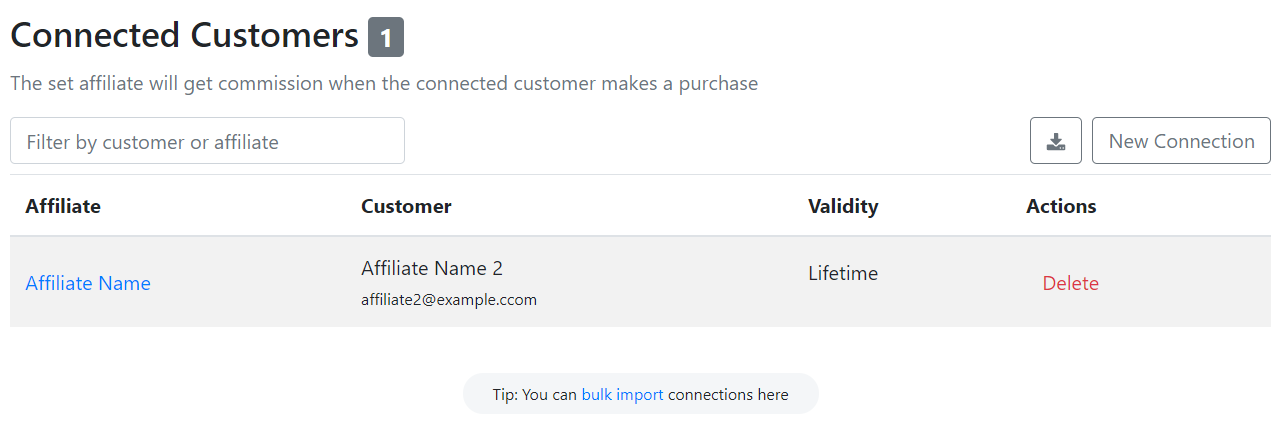 Connected Customers 1
The set affiliate will get commission when the connected customer makes a purchase
Filter by customer or affiliate
New Connection
Affiliate Customer Validity Actions
Affiliate Name Affiliate Name 2 Lifetime Delete
affiliate2@example.ccom
Tip: You can bulk import connections here